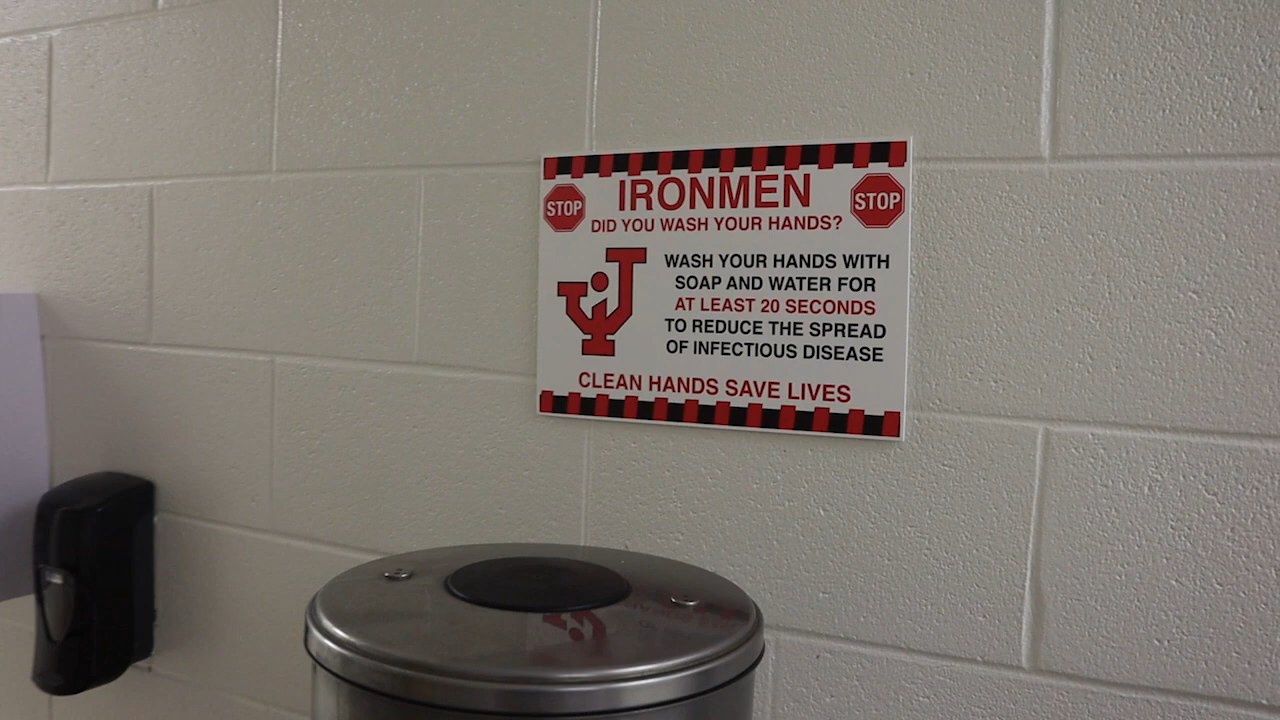 STOP
IRONMEN
STOP
DID YOU WASH YOUR HANDS?
WASH YOUR HANDS WITH
SOAP AND WATER FOR
AT LEAST 20 SECONDS
TO REDUCE THE SPREAD
OF INFECTIOUS DISEASE
CLEAN HANDS SAVE LIVES